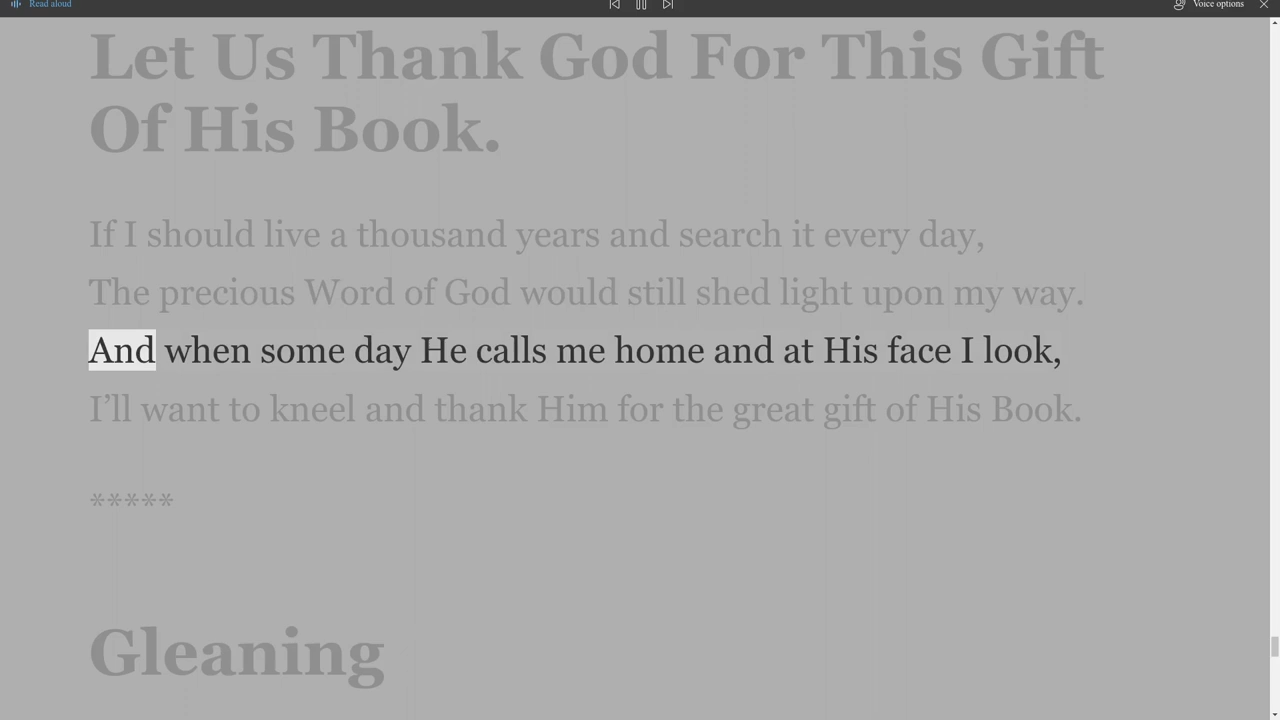 Read aloud
Voice options
Let Us Thank God For This Gift
Of His Book.
If I should live a thousand years and search it every day,
The precious Word of God would still shed light upon my way.
And when some day He calls me home and at His face I look,
I’ll want to kneel and thank Him for the great gift of His Book.
*****
Gleaning